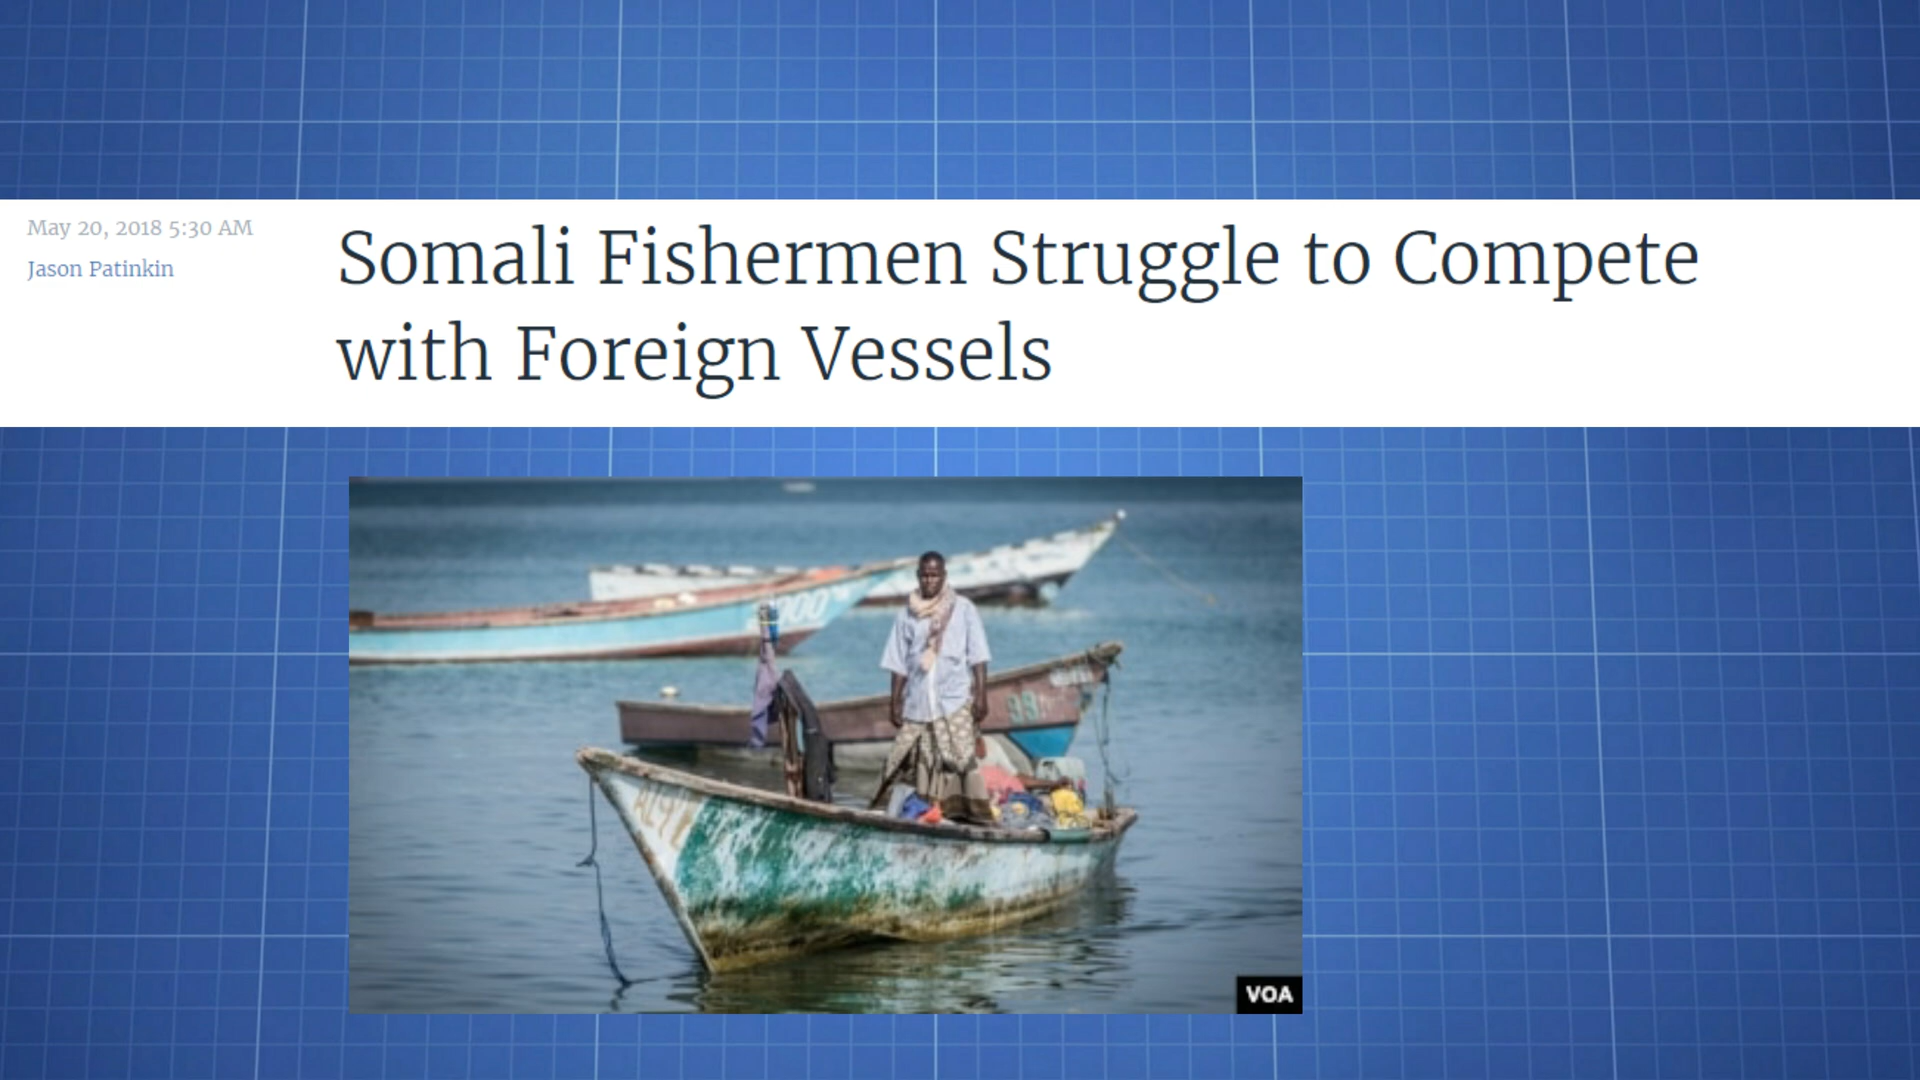 May 20, 2018 5:30 AM
Jason Patinkin
Somali Fishermen Struggle to Compete
with Foreign Vessels
VOA